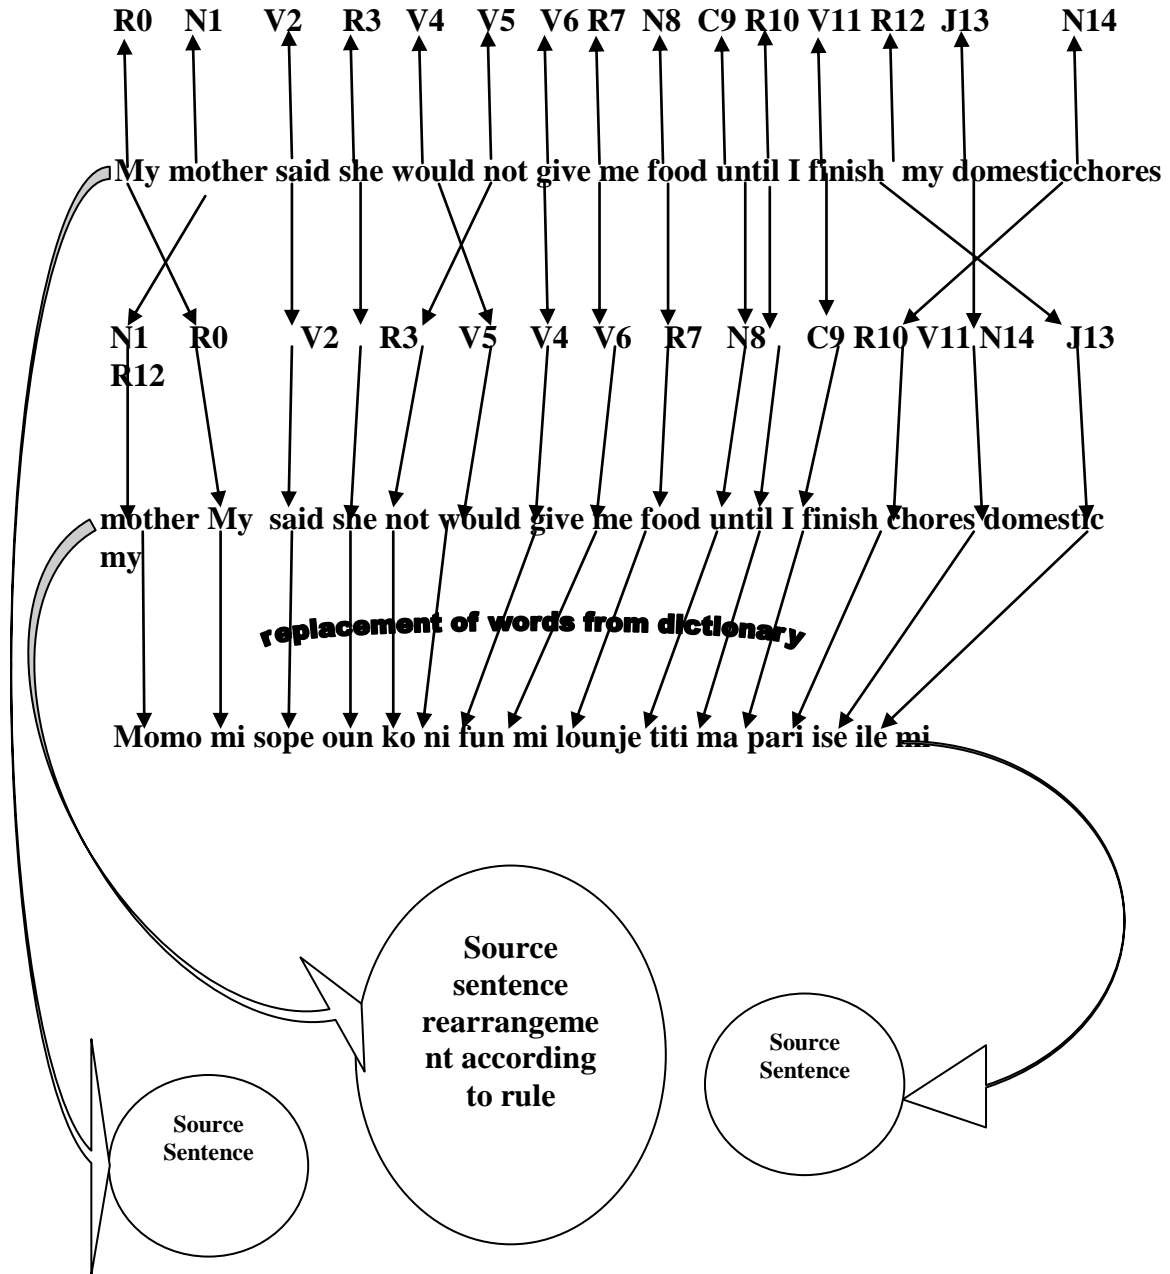 R0 N1 V2 R3 V4 V5 V6 R7 N8 C9 R10 V11 R12 J13 N14
My mother said she would not give me food until I finish my domesticchores
N1 R0 V2 R3 V5 V4 V6 R7 N8 C9 R10 V11 N14 J13
R12
mother My said she not would give me food until I finish chores domestic
my
replacement of words from dictionary
Momo mi sope oun ko ni fun mi lounje titi ma pari ise ile mi
Source
sentence
rearrangeme
nt according
to rule
Source
Sentence
Source
Sentence